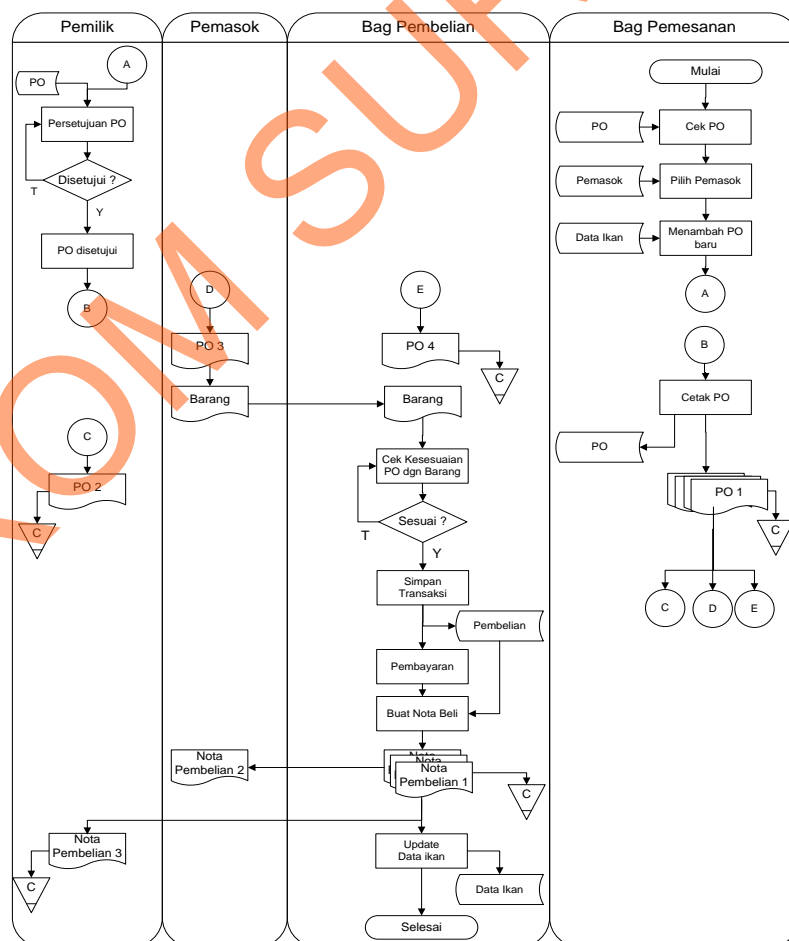 Pemilik
Pemasok
Bag Pembelian
Bag Pemesanan
A
PO
Persetujuan PO
Disetujui ?
T
Y
PO disetujui
B
C
PO 2
C
Nota
Pembelian 3
C
D
PO 3
Barang
Nota
Pembelian 2
E
PO 4
C
Barang
Cek Kesesuaian
PO dgn Barang
Sesuai ?
T
Y
Simpan
Transaksi
Pembelian
Pembayaran
Buat Nota Beli
Nota
Nota
Nota
Pembelian 1
C
Update
Data ikan
Data Ikan
Selesai
Mulai
PO
Cek PO
Pemasok
Pilih Pemasok
Data Ikan
Menambah PO
baru
A
B
Cetak PO
PO
PO 1
C
C
D
E